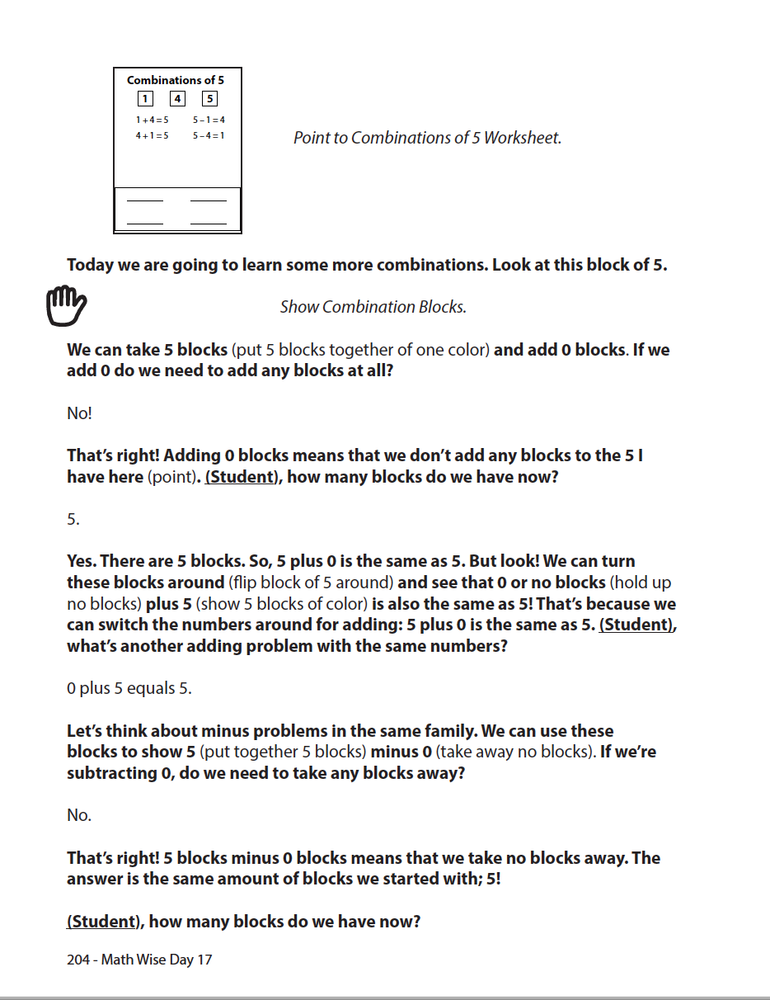 Combinations of 5
1 4 5
1 + 4 = 5 5 – 1 = 4
4 + 1 = 5 5 – 4 = 1
Point to Combinations of 5 Worksheet.
Today we are going to learn some more combinations. Look at this block of 5.
Show Combination Blocks.
We can take 5 blocks (put 5 blocks together of one color) and add 0 blocks. If we
add 0 do we need to add any blocks at all?
No!
That’s right! Adding 0 blocks means that we don’t add any blocks to the 5 I
have here (point). (Student), how many blocks do we have now?
5.
Yes. There are 5 blocks. So, 5 plus 0 is the same as 5. But look! We can turn
these blocks around (flip block of 5 around) and see that 0 or no blocks (hold up
no blocks) plus 5 (show 5 blocks of color) is also the same as 5! That’s because we
can switch the numbers around for adding: 5 plus 0 is the same as 5. (Student),
what’s another adding problem with the same numbers?
0 plus 5 equals 5.
Let’s think about minus problems in the same family. We can use these
blocks to show 5 (put together 5 blocks) minus 0 (take away no blocks). If we’re
subtracting 0, do we need to take any blocks away?
No.
That’s right! 5 blocks minus 0 blocks means that we take no blocks away. The
answer is the same amount of blocks we started with; 5!
(Student), how many blocks do we have now?
204 - Math Wise Day 17